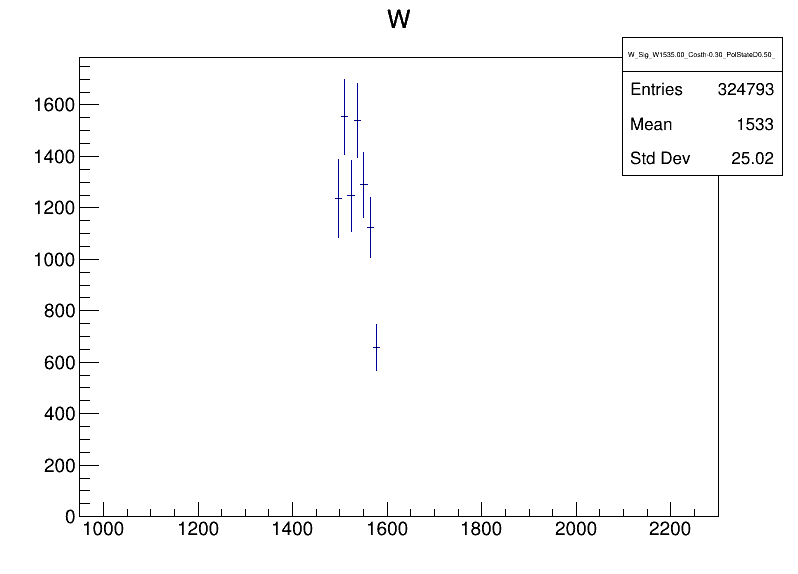 W
W_Sig_W1535.00_Costh-0.30_PolStateD0.50_
Entries 324793
Mean 1533
Std Dev 25.02
1600
1400
1200
1000
800
600
400
200
0
1000 1200 1400 1600 1800 2000 2200